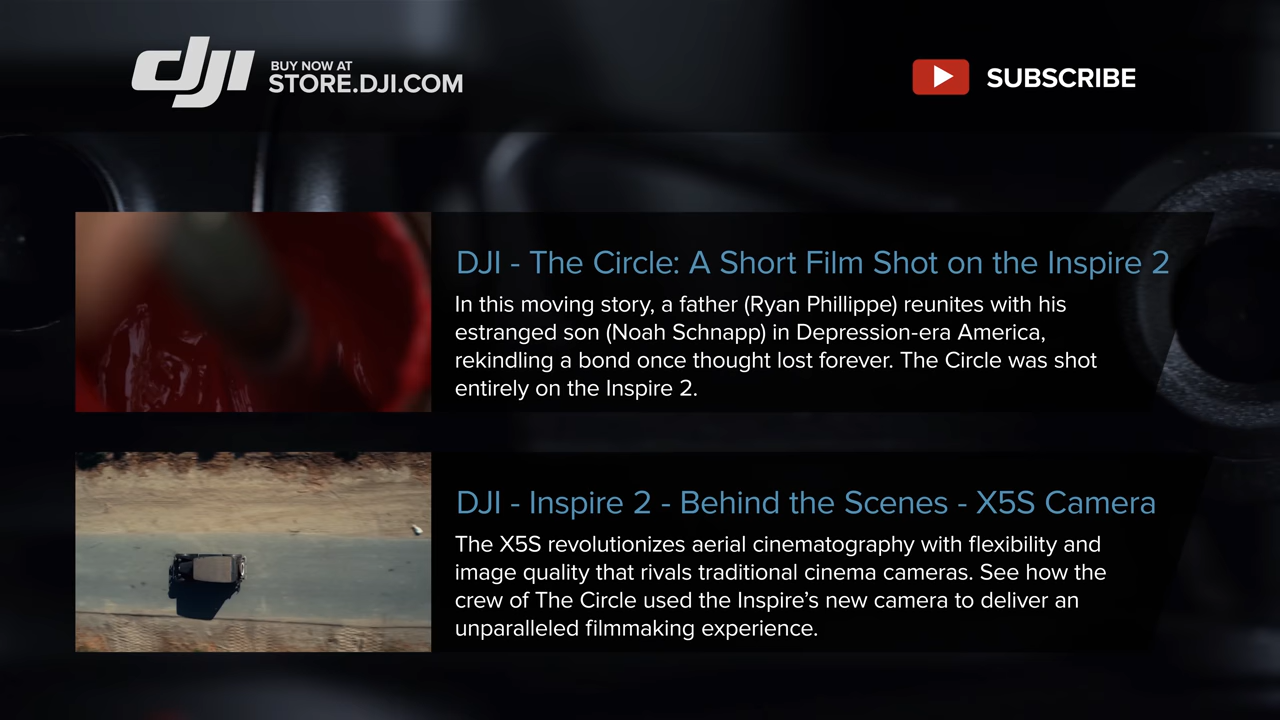 dji
BUY NOW AT
STORE.DJI.COM
SUBSCRIBE
DJI - The Circle: A Short Film Shot on the Inspire 2
In this moving story, a father (Ryan Phillippe) reunites with his
estranged son (Noah Schnapp) in Depression-era America,
rekindling a bond once thought lost forever. The Circle was shot
entirely on the Inspire 2.
DJI - Inspire 2 - Behind the Scenes - X5S Camera
The X5S revolutionizes aerial cinematography with flexibility and
image quality that rivals traditional cinema cameras. See how the
crew of The Circle used the Inspire’s new camera to deliver an
unparalleled filmmaking experience.